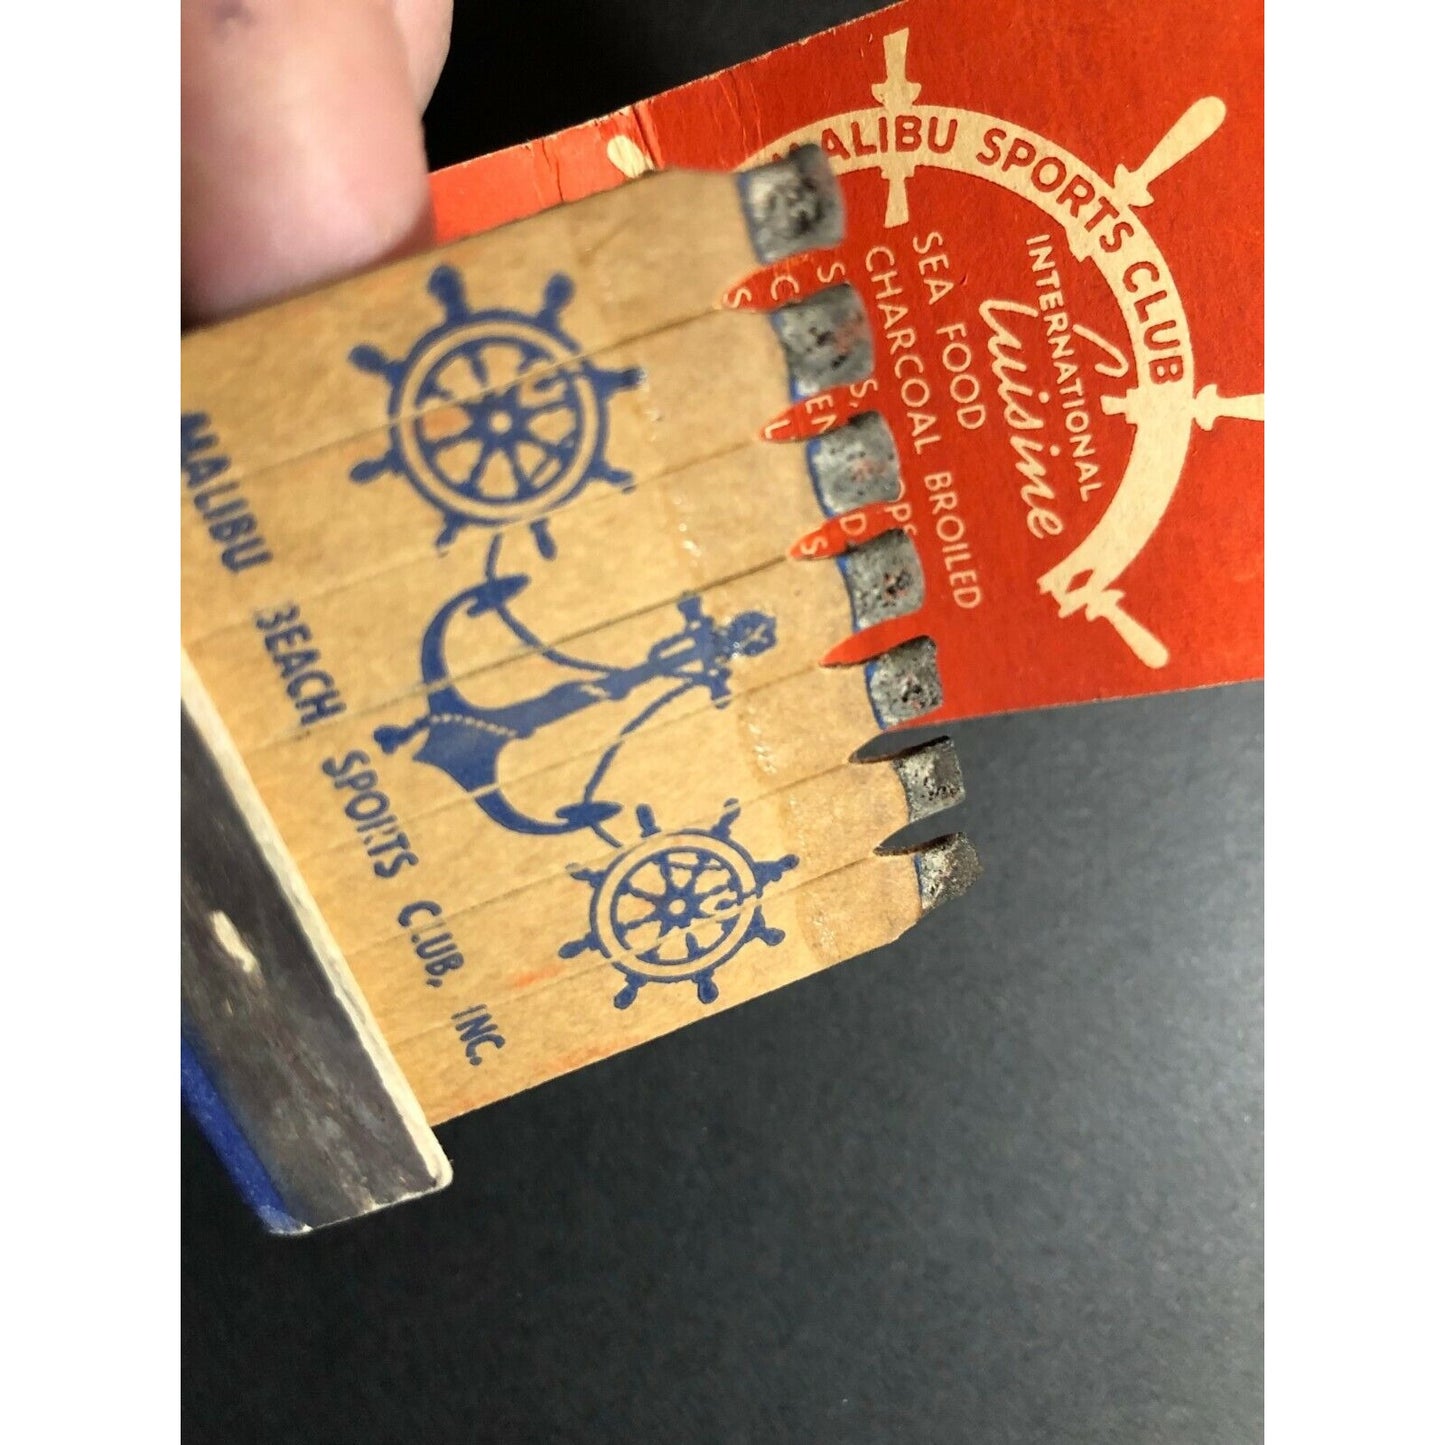 MALIBU SPORTS CLUB
INTERNATIONAL
Cuisine
SEA FOOD
CHARCOAL BROILED
MALIBU BEACH SPORTS CLUB, INC.